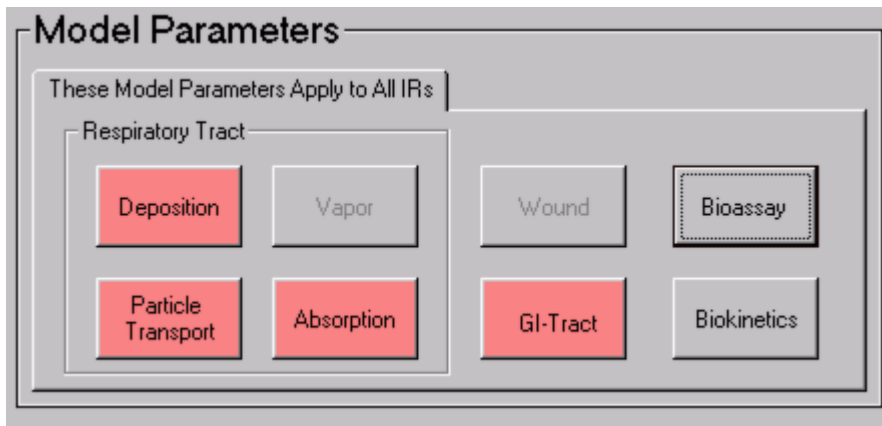 Model Parameters
These Model Parameters Apply to All IRs
Respiratory Tract
Deposition
Vapor
Wound
Bioassay
Particle
Transport
Absorption
GI-Tract
Biokinetics